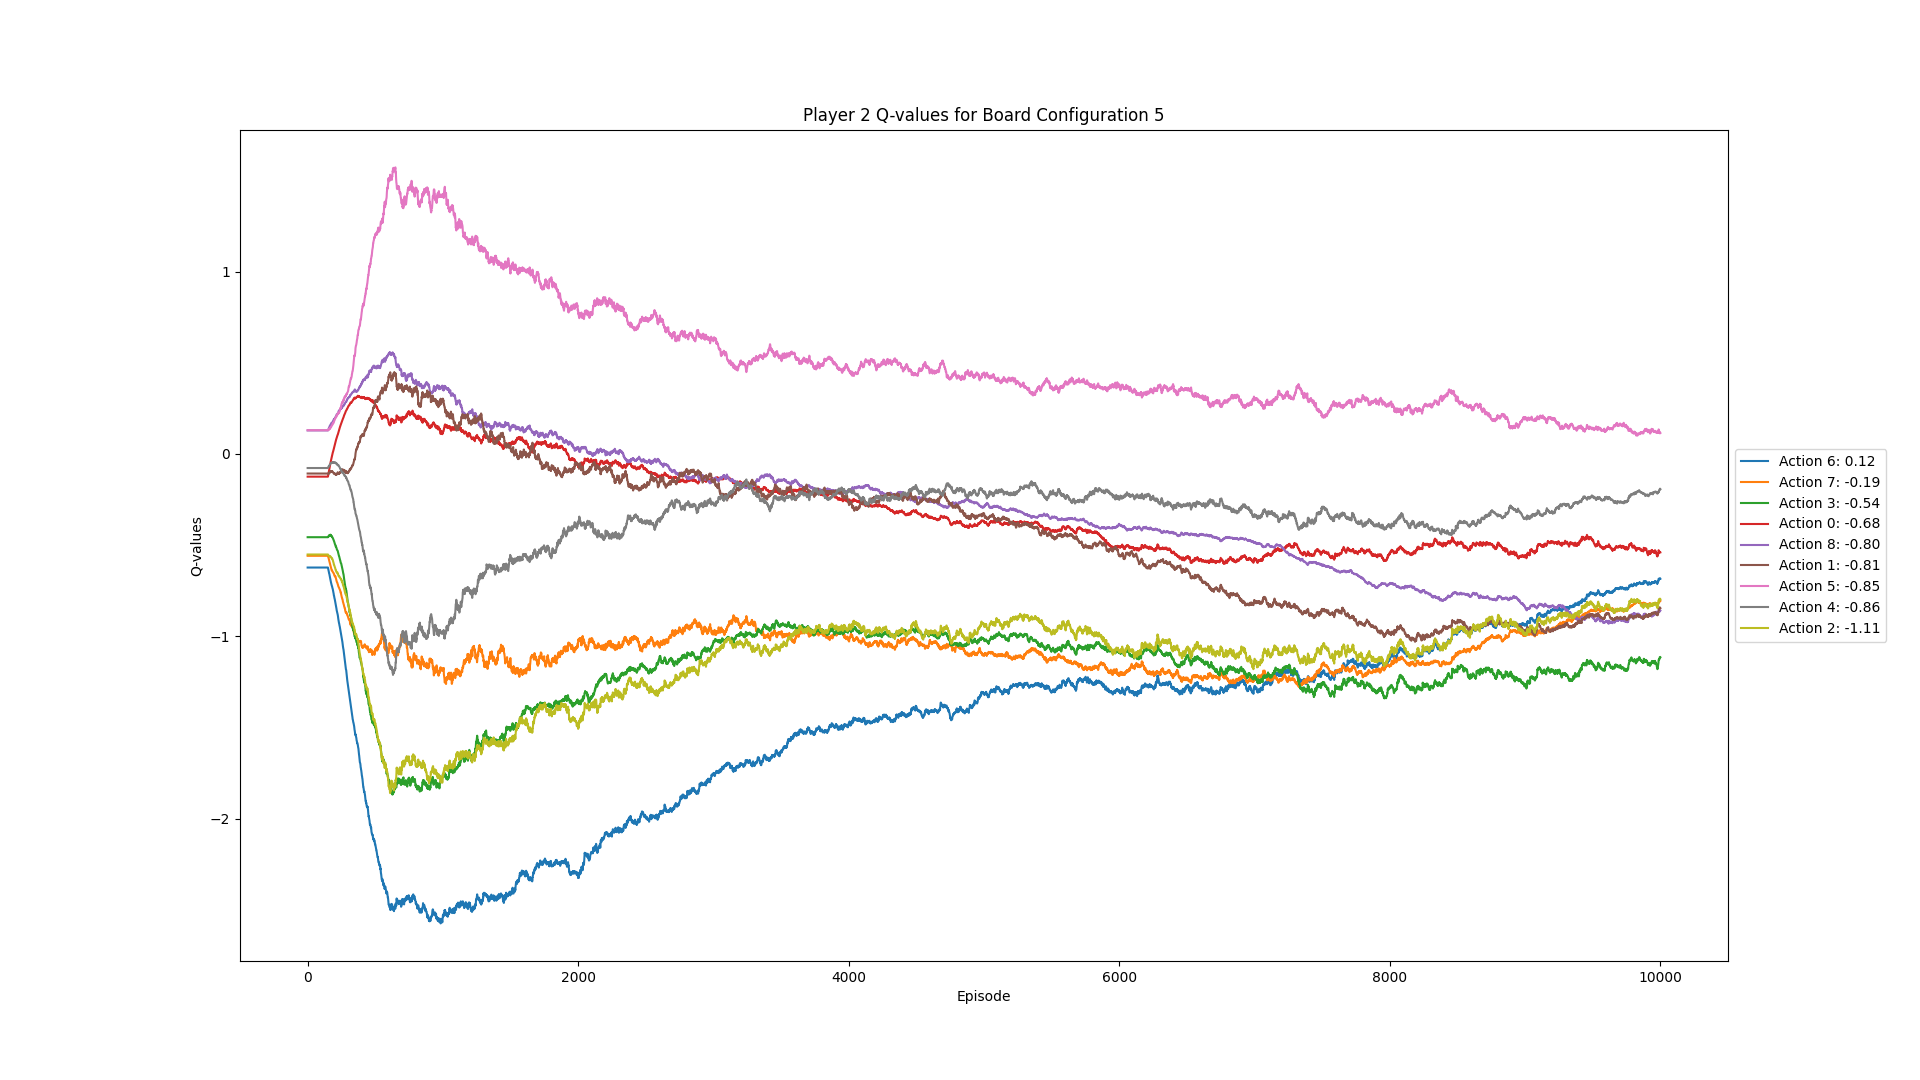 Player 2 Q-values for Board Configuration 5
Q-values
1
0
−1
−2
0
2000
4000
6000
8000
10000
Episode
Action 6: 0.12
Action 7: -0.19
Action 3: -0.54
Action 0: -0.68
Action 8: -0.80
Action 1: -0.81
Action 5: -0.85
Action 4: -0.86
Action 2: -1.11